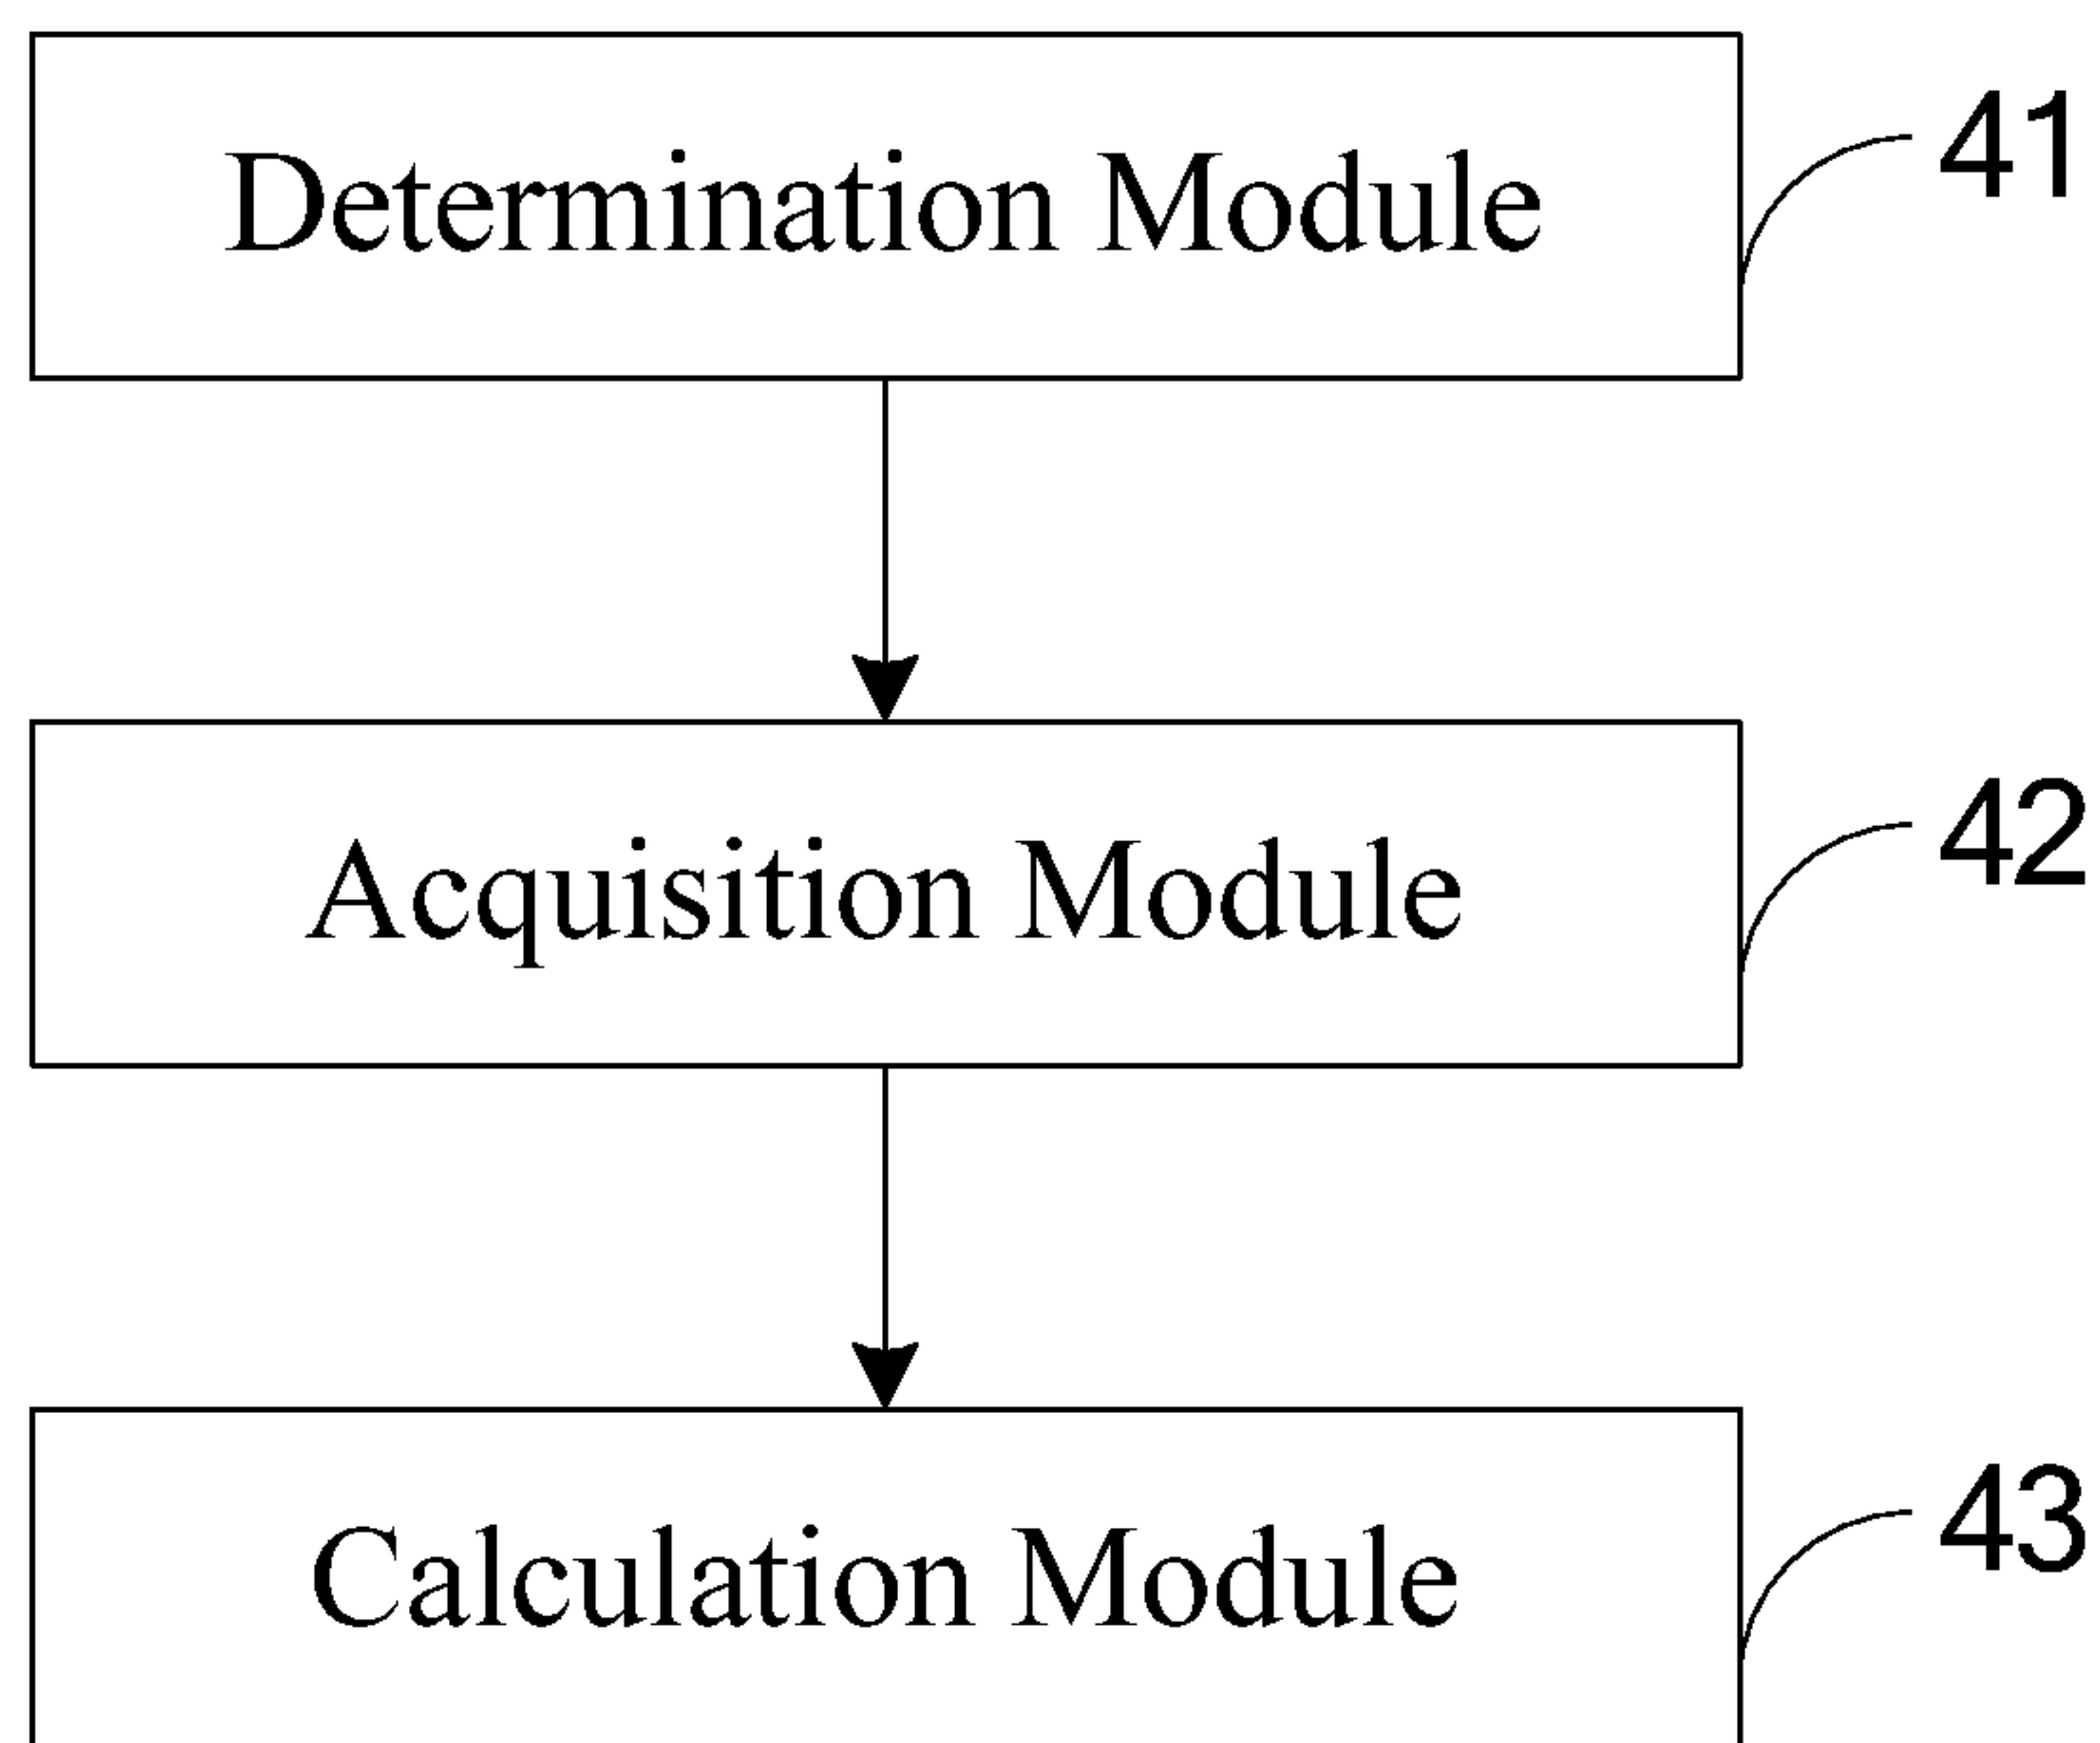 Determination Module
41
Acquisition Module
42
Calculation Module
43